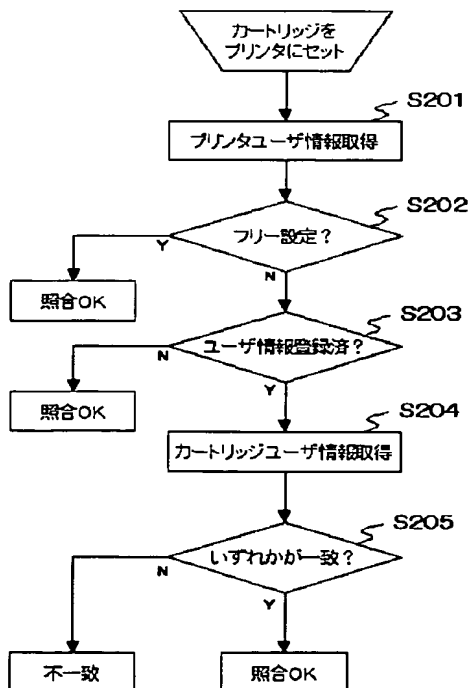 カートリッジを
プリンタにセット
S201
プリンタユーザ情報取得
S202
フリー設定？
Y
N
照合OK
S203
ユーザ情報登録済？
N
Y
照合OK
S204
カートリッジユーザ情報取得
S205
いずれかが一致？
N
Y
不一致
照合OK